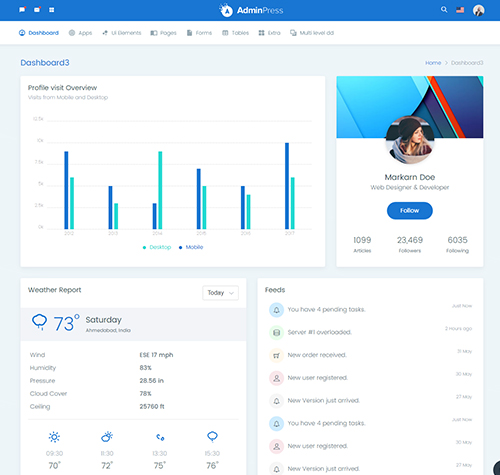 AdminPress
Dashboard Apps UI Elements Pages Forms Tables Extra Multi level dd
Dashboard3
Home > Dashboard3
Profile visit Overview
Visits from Mobile and Desktop
12.5k
10k
7.5k
5k
2.5k
0k
2012 2013 2014 2015 2016 2017
Desktop Mobile
Markarn Doe
Web Designer & Developer
Follow
1099 23,469 6035
Articles Followers Following
Weather Report
Today
73° Saturday
Ahmedabad, India
Wind ESE 17 mph
Humidity 83%
Pressure 28.56 in
Cloud Cover 78%
Ceiling 25760 ft
09:30 11:30 13:30 15:30
70° 72° 75° 76°
Feeds
You have 4 pending tasks. Just Now
Server #1 overloaded. 2 Hours ago
New order received. 31 May
New user registered. 30 May
New Version just arrived. 27 May
You have 4 pending tasks. Just Now
New user registered. 30 May
New Version just arrived. 27 May